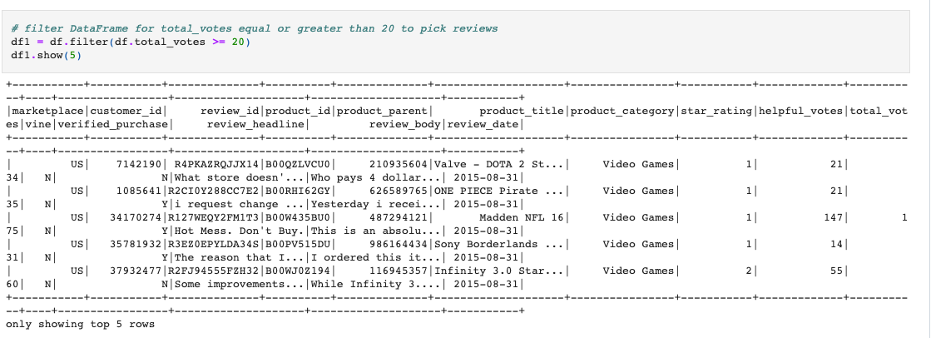 # filter DataFrame for total_votes equal or greater than 20 to pick reviews
df1 = df.filter(df.total_votes >= 20)
df1.show(5)
+-----------+-----------+--------------+----------+--------------+--------------------+----------------+-----------+-------------+---------
--+----+-----------------+--------------------+--------------------+-----------+
|marketplace|customer_id|     review_id|product_id|product_parent|       product_title|product_category|star_rating|helpful_votes|total_vot
es|vine|verified_purchase|     review_headline|         review_body|review_date|
+-----------+-----------+--------------+----------+--------------+--------------------+----------------+-----------+-------------+---------
--+----+-----------------+--------------------+--------------------+-----------+
|         US|    7142190| R4PKAZRQJJX14|B00QZLVCU0|     210935604|Valve - DOTA 2 St...|     Video Games|          1|           21|
34|   N|                N|What store doesn'...|Who pays 4 dollar...| 2015-08-31|
|         US|    1085641|R2CI0Y288CC7E2|B00RHI62GY|     626589765|ONE PIECE Pirate ...|     Video Games|          1|           21|
35|   N|                Y|i request change ...|Yesterday i recei...| 2015-08-31|
|         US|   34170274|R127WEQY2FM1T3|B00W435BU0|     487294121|       Madden NFL 16|     Video Games|          1|          147|        1
75|   N|                Y|Hot Mess. Don't Buy.|This is an absolu...| 2015-08-31|
|         US|   35781932|R3EZ0EPYLDA34S|B00PV515DU|     986164434|Sony Borderlands ...|     Video Games|          1|           14|
31|   N|                Y|The reason that I...|I ordered this it...| 2015-08-31|
|         US|   37932477|R2FJ94555FZH32|B00WJ0Z194|     116945357|Infinity 3.0 Star...|     Video Games|          2|           55|
60|   N|                N|Some improvements...|While Infinity 3....| 2015-08-31|
+-----------+-----------+--------------+----------+--------------+--------------------+----------------+-----------+-------------+---------
--+----+-----------------+--------------------+--------------------+-----------+
only showing top 5 rows